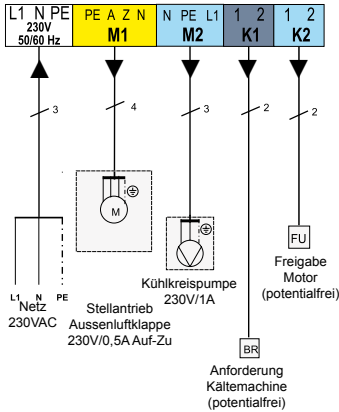 L1 N PE
230V
50/60 Hz
PE A Z N
M1
N PE L1
M2
1 2
K1
1 2
K2
3
4
3
2
2
M
FU
Freigabe
Motor
(potentialfrei)
Kühlkreispumpe
230V/1A
L1 N PE
Netz
230VAC
Stellantrieb
Aussenluftklappe
230V/0,5A Auf-Zu
BR
Anforderung
Kältemachine
(potentialfrei)